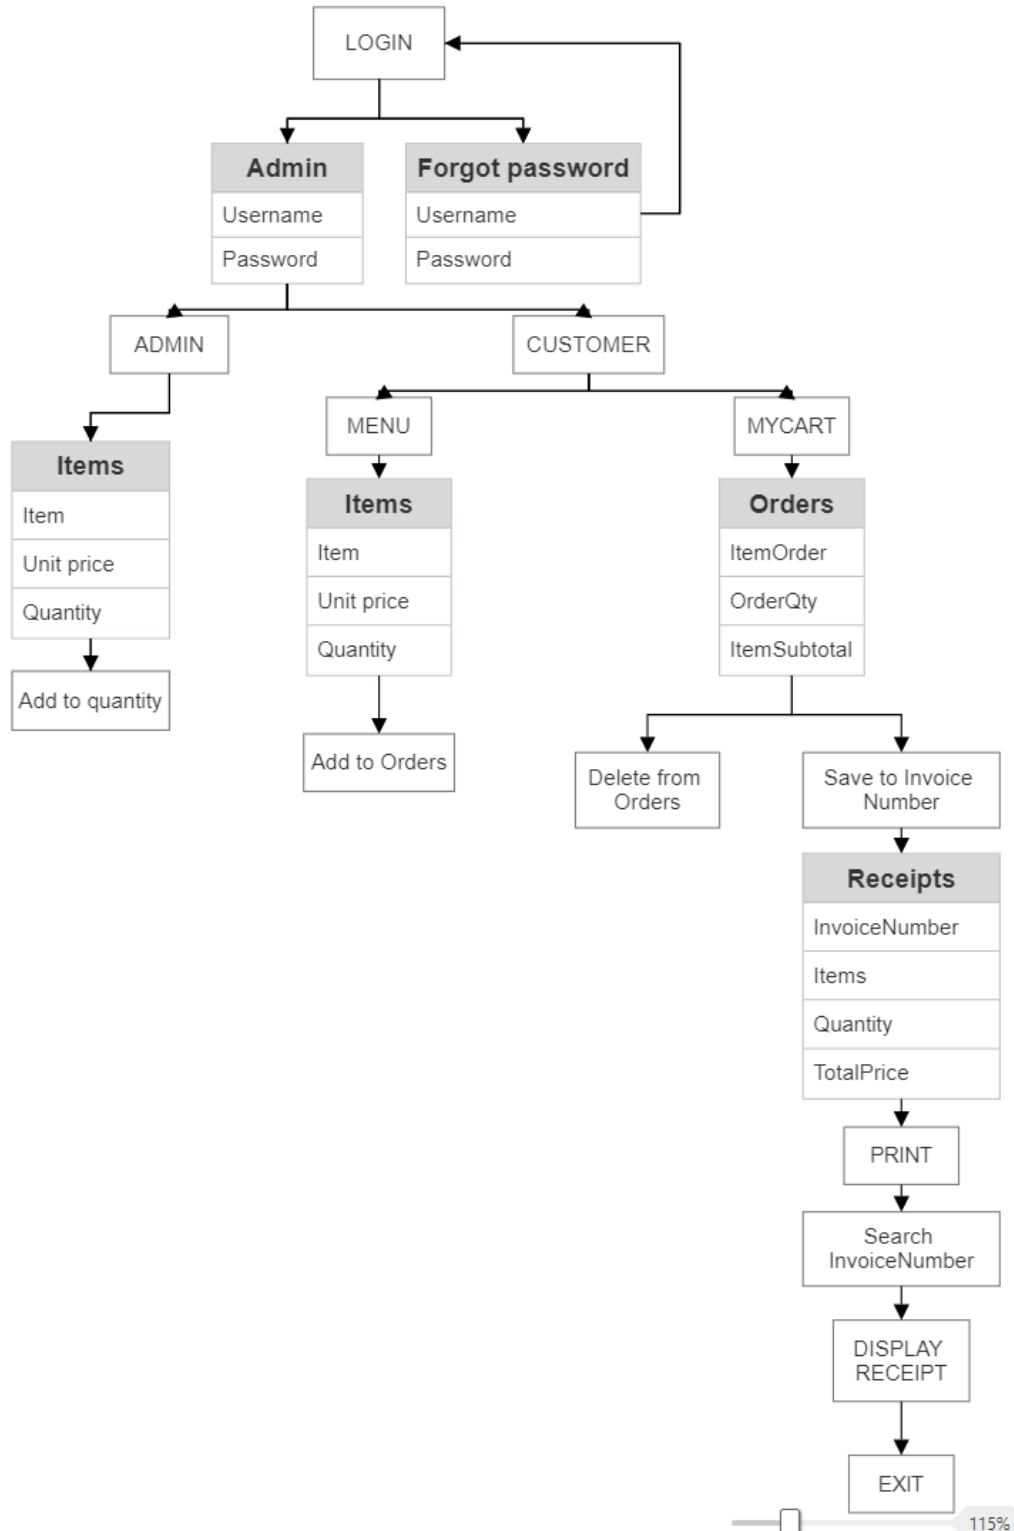 LOGIN
Admin
Username
Password
Forgot password
Username
Password
ADMIN
CUSTOMER
Items
Item
Unit price
Quantity
Add to quantity
MENU
Items
Item
Unit price
Quantity
Add to Orders
MYCART
Orders
ItemOrder
OrderQty
ItemSubtotal
Delete from
Orders
Save to Invoice
Number
Receipts
InvoiceNumber
Items
Quantity
TotalPrice
PRINT
Search
InvoiceNumber
DISPLAY
RECEIPT
EXIT
115%